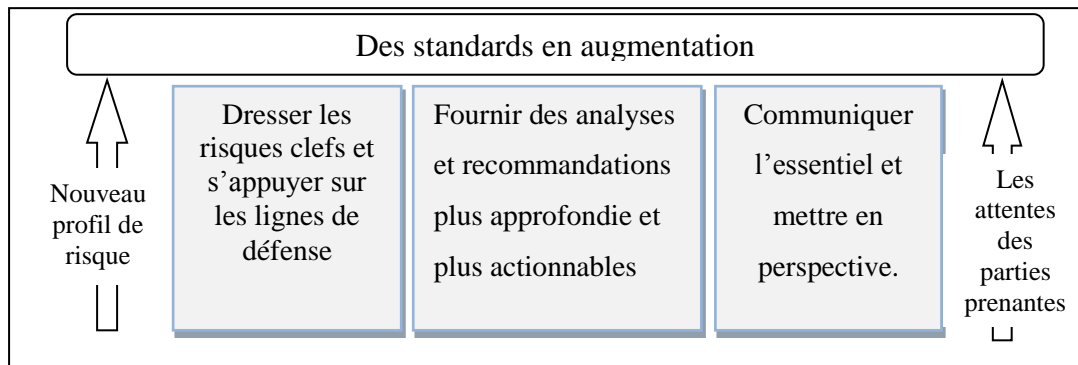 Des standards en augmentation
Nouveau
profil de
risque
Dresser les
risques clefs et
s’appuyer sur
les lignes de
défense
Fournir des analyses
et recommandations
plus approfondie et
plus actionnables
Communiquer
l’essentiel et
mettre en
perspective.
Les
attentes
des
parties
prenantes